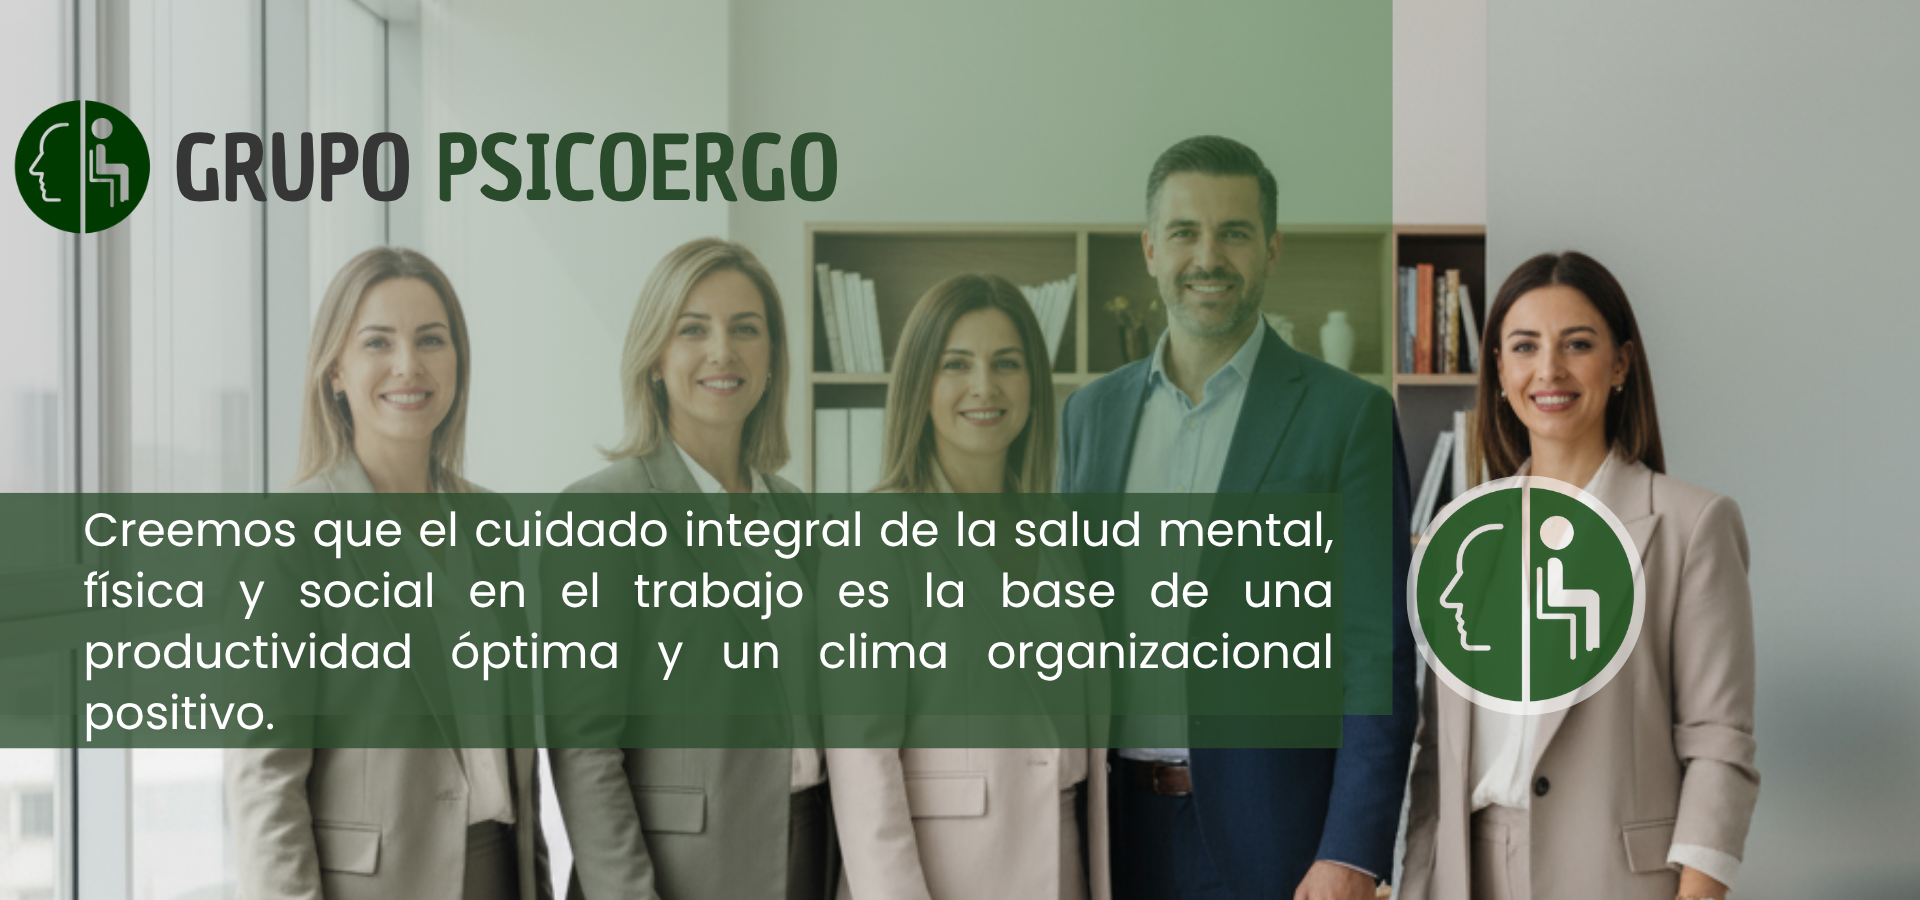 GRUPO PSICOERGO
Creemos que el cuidado integral de la salud mental,
física y social en el trabajo es la base de una
productividad óptima y un clima organizacional
positivo.